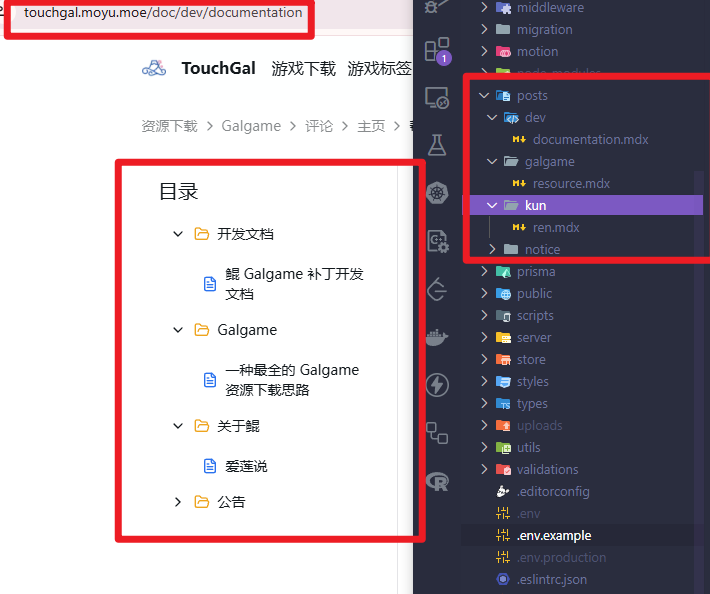 touchgal.moyu.moe/doc/dev/documentation
TouchGal 游戏下载 游戏标签
资源下载 > Galgame > 评论 > 主页 >
目录
开发文档
鲲 Galgame 补丁开发
文档
Galgame
一种最全的 Galgame
资源下载思路
关于鲲
爱莲说
公告
1
middleware
migration
motion
posts
dev
documentation.mdx
galgame
resource.mdx
kun
ren.mdx
notice
prisma
public
scripts
server
store
styles
types
uploads
utils
validations
.editorconfig
.env
.env.example
.env.production
.eslintrc.json